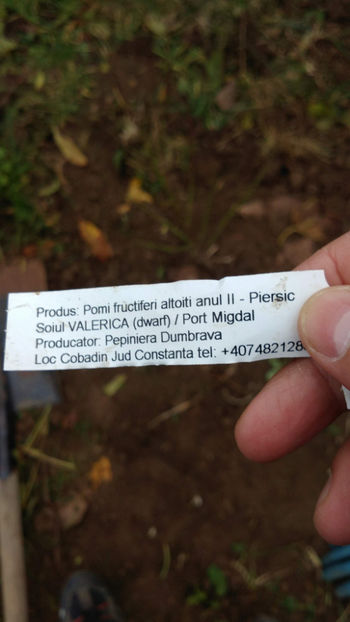 Produs: Pomi fructiferi altoiti anul II - Piersic
Soiul VALERICA (dwarf) / Port Migdal
Producator: Pepiniera Dumbrava
Loc Cobadin Jud Constanta tel: +407482128